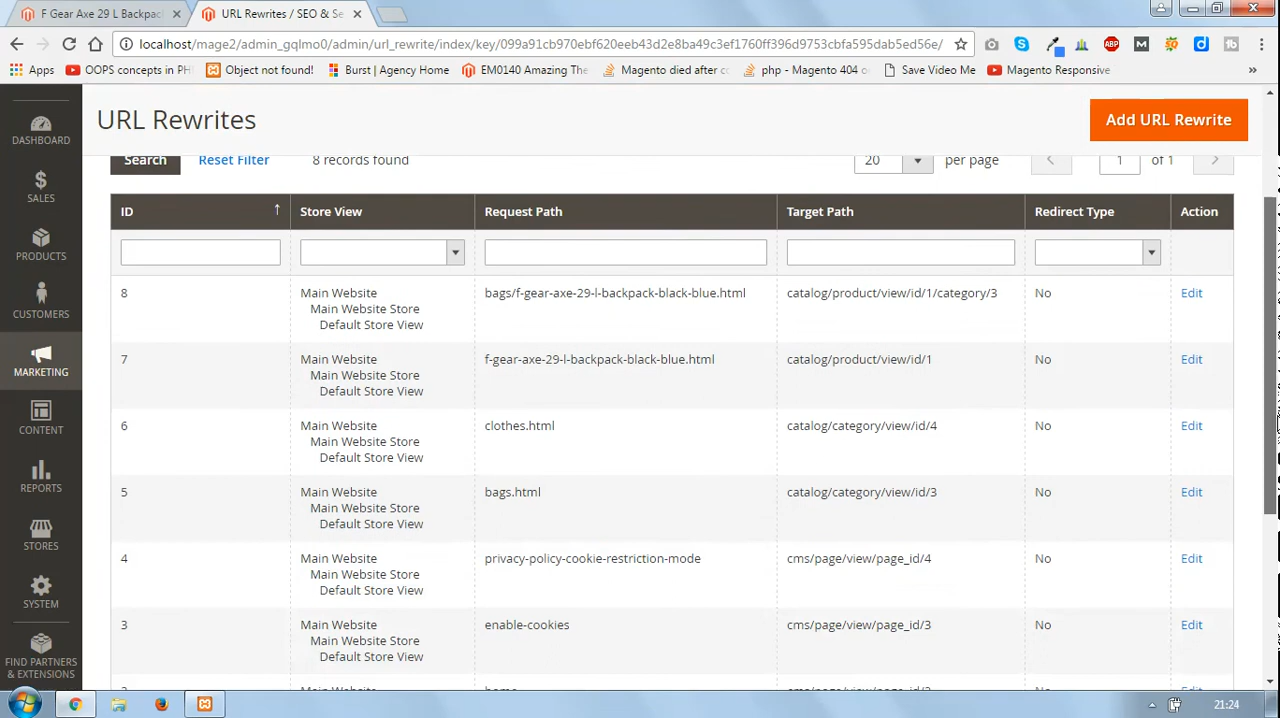 F Gear Axe 29 L Backpac
URL Rewrites / SEO & Se
localhost/mage2/admin_gqlmt0/admin/url_rewrite/index/key/099a91cb970ebf620eeb43d2e8ba49c3ef1760ff396d9753cb6595dab5ed56e/
Apps
OOPS concepts in PH
Object not found!
Burst | Agency Home
EM0140 Amazing The
Magento died after c
php - Magento 404 o
Save Video Me
Magento Responsive
»
URL Rewrites
Add URL Rewrite
Search
Reset Filter
8 records found
20
per page
1
of 1
ID
Store View
Request Path
Target Path
Redirect Type
Action
8
Main Website
Main Website Store
Default Store View
bags/f-gear-axe-29-l-backpack-black-blue.html
catalog/product/view/id/1/category/3
No
Edit
7
Main Website
Main Website Store
Default Store View
f-gear-axe-29-l-backpack-black-blue.html
catalog/product/view/id/1
No
Edit
6
Main Website
Main Website Store
Default Store View
clothes.html
catalog/category/view/id/4
No
Edit
5
Main Website
Main Website Store
Default Store View
bags.html
catalog/category/view/id/3
No
Edit
4
Main Website
Main Website Store
Default Store View
privacy-policy-cookie-restriction-mode
cms/page/view/page_id/4
No
Edit
3
Main Website
Main Website Store
Default Store View
enable-cookies
cms/page/view/page_id/3
No
Edit
DASHBOARD
SALES
PRODUCTS
CUSTOMERS
MARKETING
CONTENT
REPORTS
STORES
SYSTEM
FIND PARTNERS
& EXTENSIONS
21:24